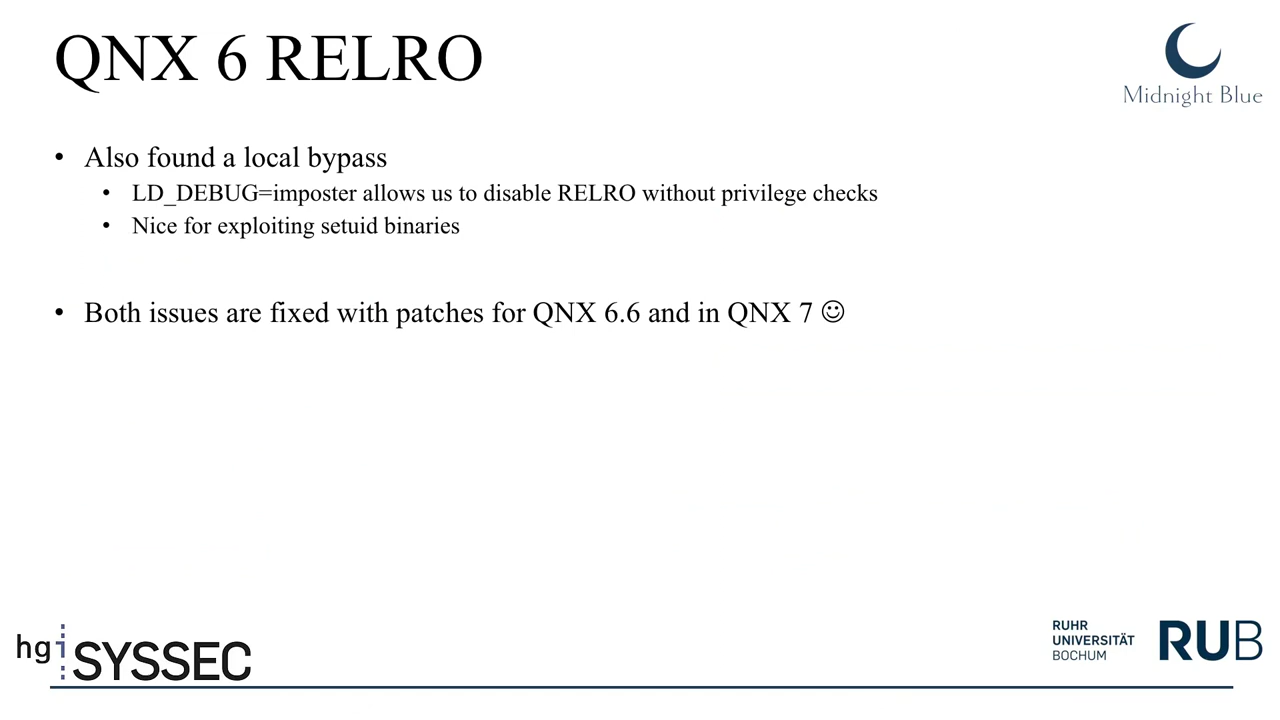 QNX 6 RELRO
Midnight Blue
• Also found a local bypass
• LD_DEBUG=imposter allows us to disable RELRO without privilege checks
• Nice for exploiting setuid binaries
• Both issues are fixed with patches for QNX 6.6 and in QNX 7 ☺
hgi SYSSEC
RUHR
UNIVERSITÄT
BOCHUM
RUB